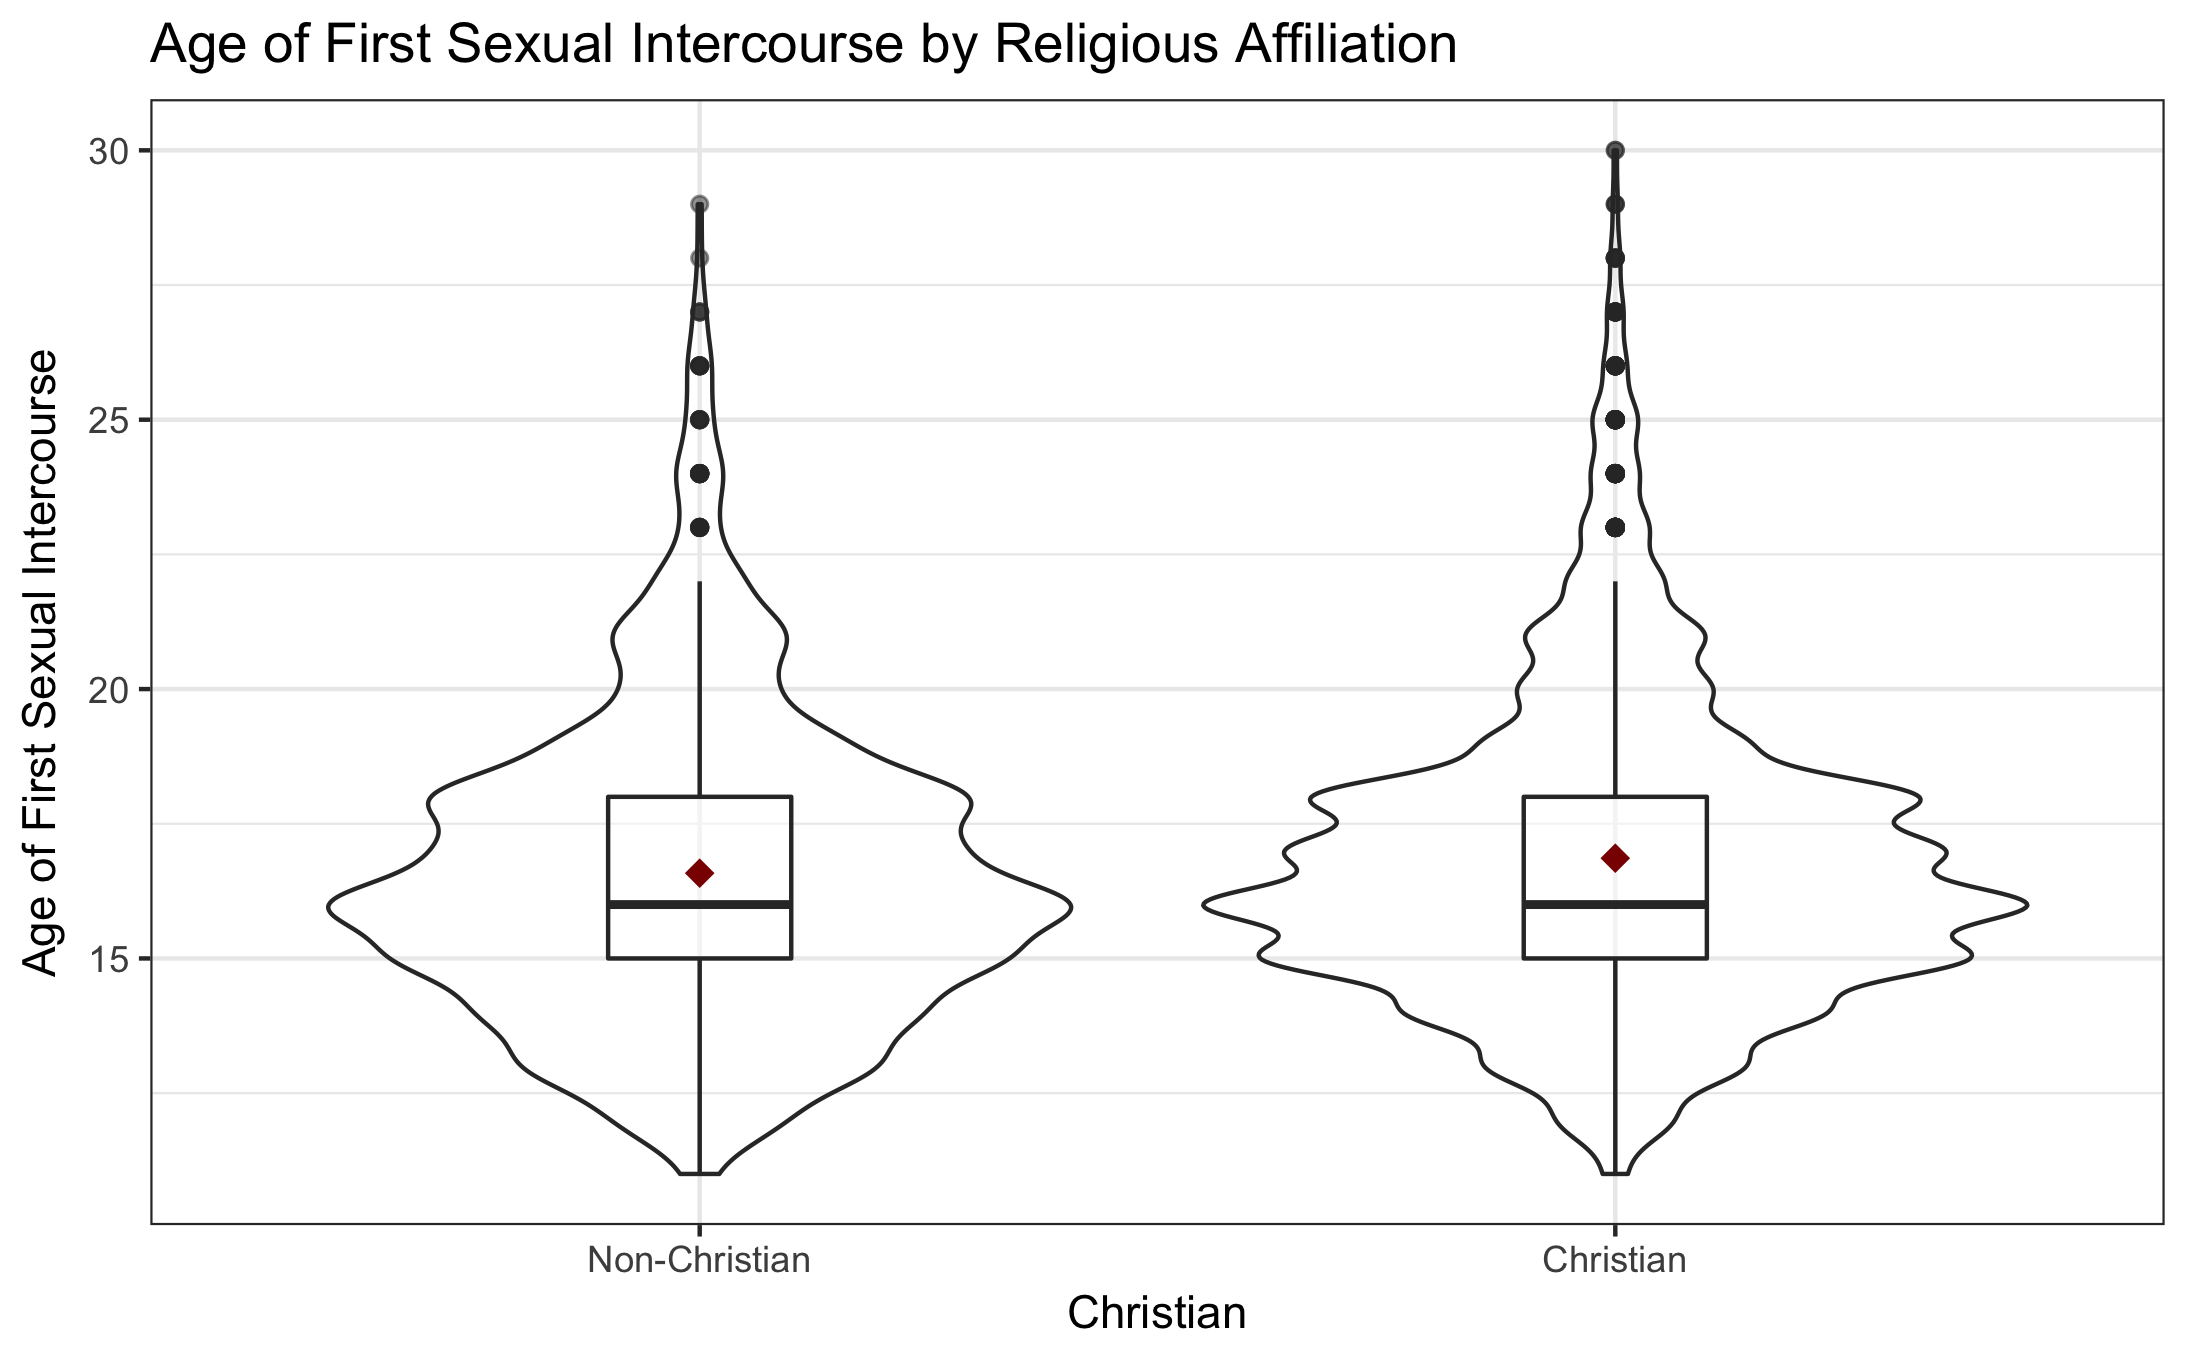 Age of First Sexual Intercourse by Religious Affiliation
Age of First Sexual Intercourse
30
25
20
15
Non-Christian
Christian
Christian